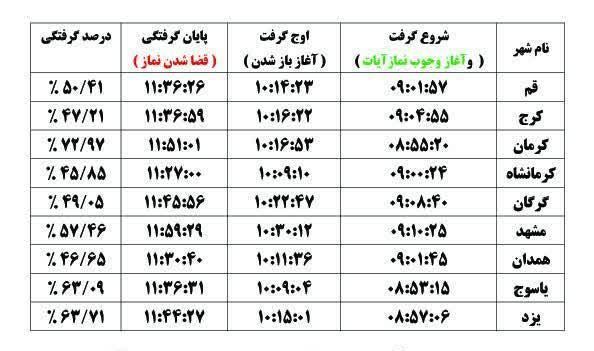 نام شهر | شروع گرفت ( وآغاز وجوب نمازآیات ) | اوج گرفت ( آغاز باز شدن ) | پایان گرفتگی ( قضا شدن نماز ) | درصد گرفتگی
قم | ۰۹:۰۱:۵۷ | ۱۰:۱۴:۲۳ | ۱۱:۳۶:۲۶ | ۵۰/۴۱ ٪
کرج | ۰۹:۰۴:۵۵ | ۱۰:۱۶:۲۲ | ۱۱:۳۶:۵۹ | ۴۷/۲۱ ٪
کرمان | ۰۸:۵۵:۲۰ | ۱۰:۱۶:۵۳ | ۱۱:۵۱:۰۱ | ۷۲/۹۷ ٪
کرمانشاه | ۰۹:۰۰:۲۴ | ۱۰:۰۹:۱۰ | ۱۱:۲۷:۰۰ | ۴۵/۸۵ ٪
گرگان | ۰۹:۰۸:۴۰ | ۱۰:۲۲:۴۷ | ۱۱:۴۵:۵۶ | ۴۹/۰۵ ٪
مشهد | ۰۹:۱۰:۲۵ | ۱۰:۳۰:۱۲ | ۱۱:۵۹:۲۹ | ۵۷/۴۶ ٪
همدان | ۰۹:۰۱:۴۵ | ۱۰:۱۱:۳۶ | ۱۱:۳۰:۴۰ | ۴۶/۶۵ ٪
یاسوج | ۰۸:۵۳:۱۵ | ۱۰:۰۹:۰۴ | ۱۱:۳۶:۳۱ | ۶۳/۰۹ ٪
یزد | ۰۸:۵۷:۰۶ | ۱۰:۱۵:۰۱ | ۱۱:۴۴:۲۷ | ۶۳/۷۱ ٪